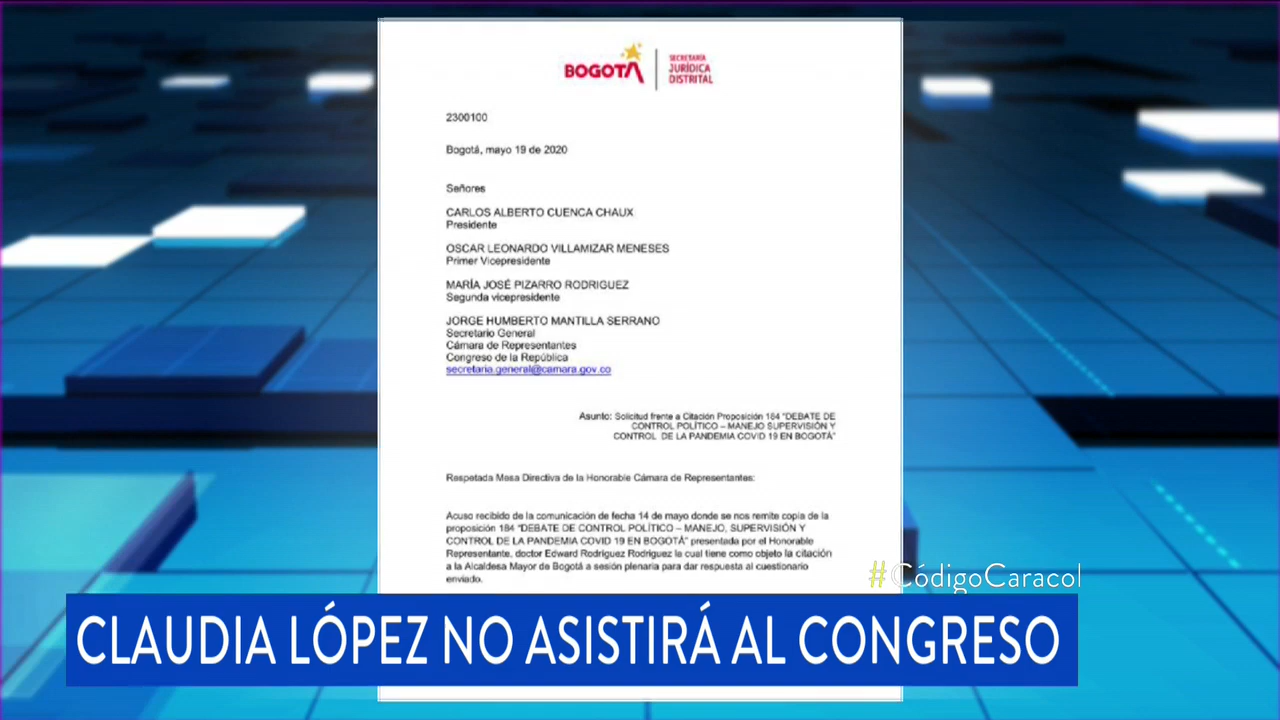 BOGOTÁ
SECRETARÍA
JURÍDICA
DISTRITAL
2300100
Bogotá, mayo 19 de 2020
Señores
CARLOS ALBERTO CUENCA CHAUX
Presidente
OSCAR LEONARDO VILLAMIZAR MENESES
Primer Vicepresidente
MARÍA JOSÉ PIZARRO RODRIGUEZ
Segunda vicepresidente
JORGE HUMBERTO MANTILLA SERRANO
Secretario General
Cámara de Representantes
Congreso de la República
secretaria.general@camara.gov.co
Asunto: Solicitud frente a Citación Proposición 184 "DEBATE DE
CONTROL POLÍTICO – MANEJO SUPERVISIÓN Y
CONTROL DE LA PANDEMIA COVID 19 EN BOGOTÁ"
Respetada Mesa Directiva de la Honorable Cámara de Representantes:
Acuso recibido de la comunicación de fecha 14 de mayo donde se nos remite copia de la
proposición 184 "DEBATE DE CONTROL POLÍTICO – MANEJO, SUPERVISIÓN Y
CONTROL DE LA PANDEMIA COVID 19 EN BOGOTÁ" presentada por el Honorable
Representante, doctor Edward Rodriguez Rodriguez la cual tiene como objeto la citación
a la Alcaldesa Mayor de Bogotá a sesión plenaria para dar respuesta al cuestionario
enviado.
#CódigoCaracol
CLAUDIA LÓPEZ NO ASISTIRÁ AL CONGRESO